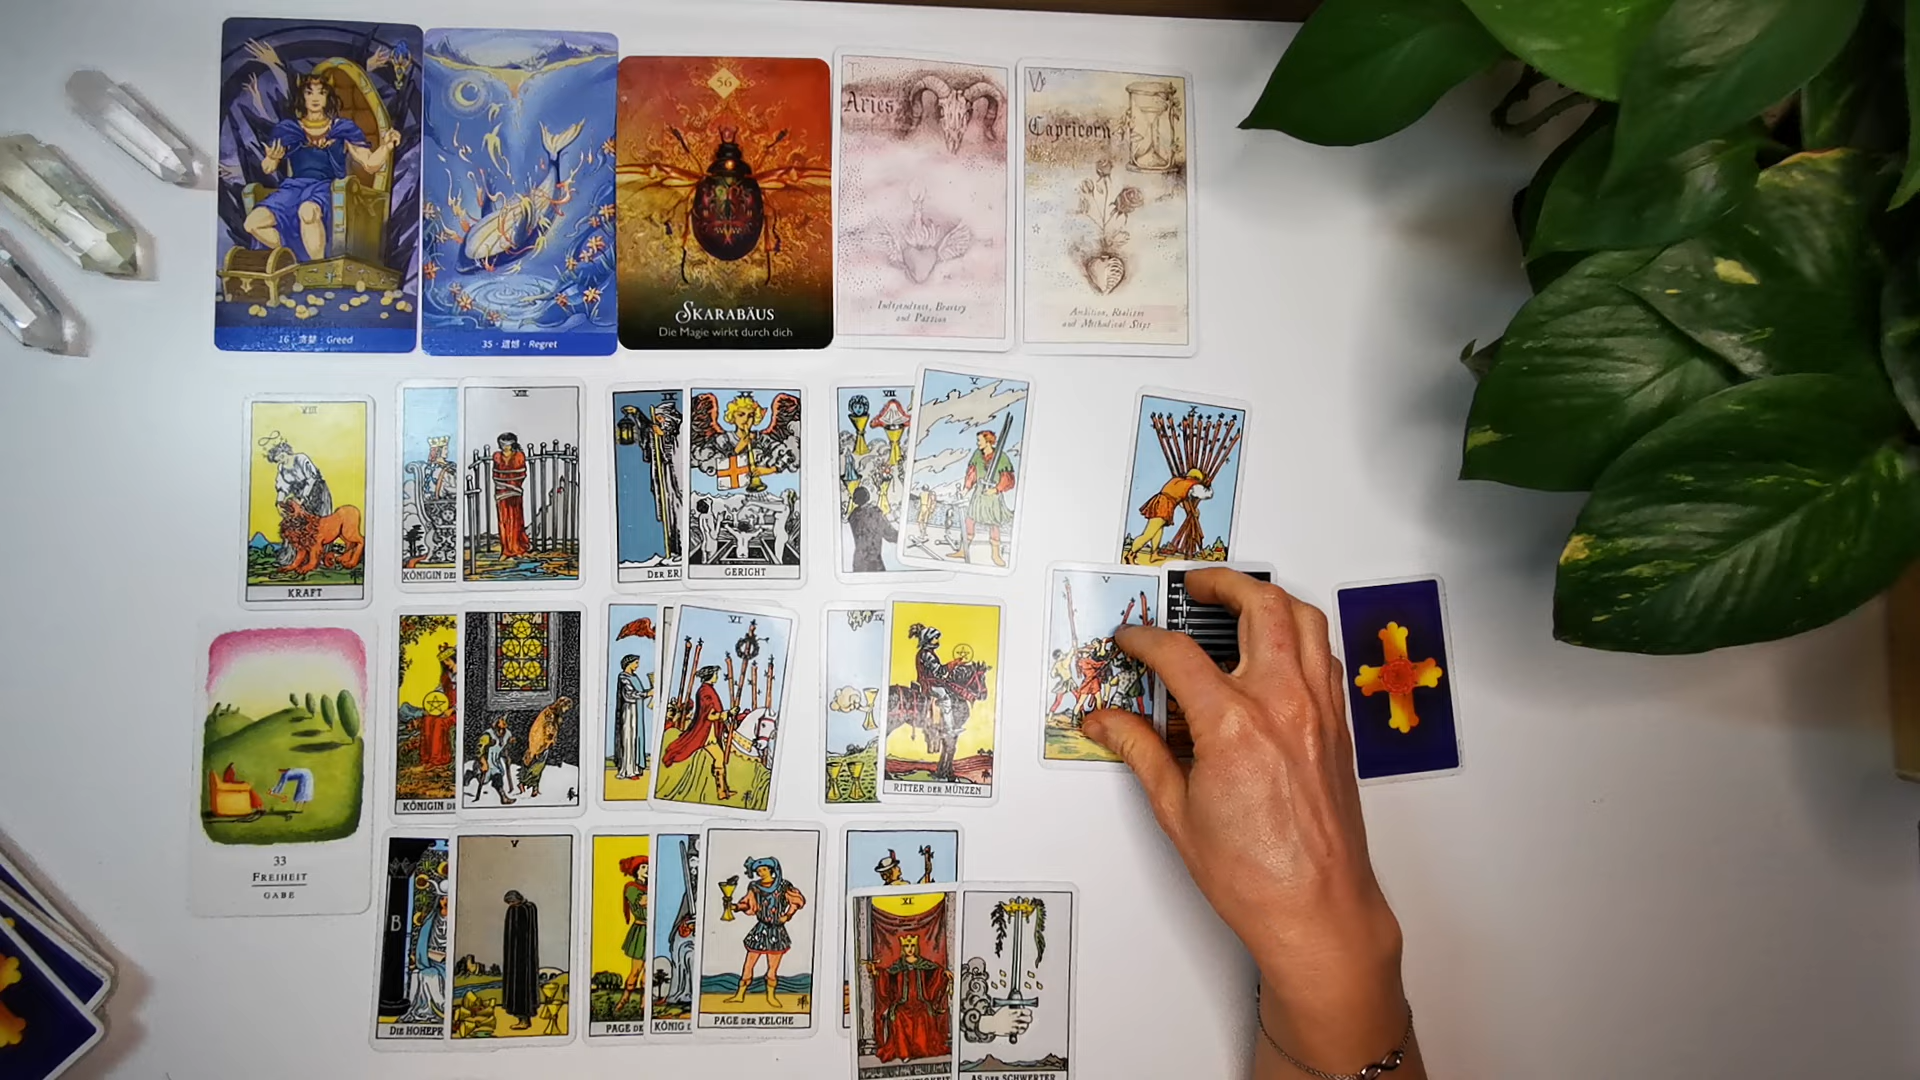 16 · 贪婪 · Greed
35 · 遗憾 · Regret
56
SKARABÄUS
Die Magie wirkt durch dich
Aries
Independence, Bravery
and Passion
Capricorn
Ambition, Realism
and Methodical Steps
VIII
KRAFT
KÖNIGIN DE
VIII
DER ER
GERICHT
VII
V
X
KÖNIGIN DE
VI
RITTER DER MÜNZEN
V
33
FREIHEIT
GABE
B
DIE HOHEPR
V
PAGE DE
KÖNIG D
PAGE DER KELCHE
XI
AS DER SCHWERTER